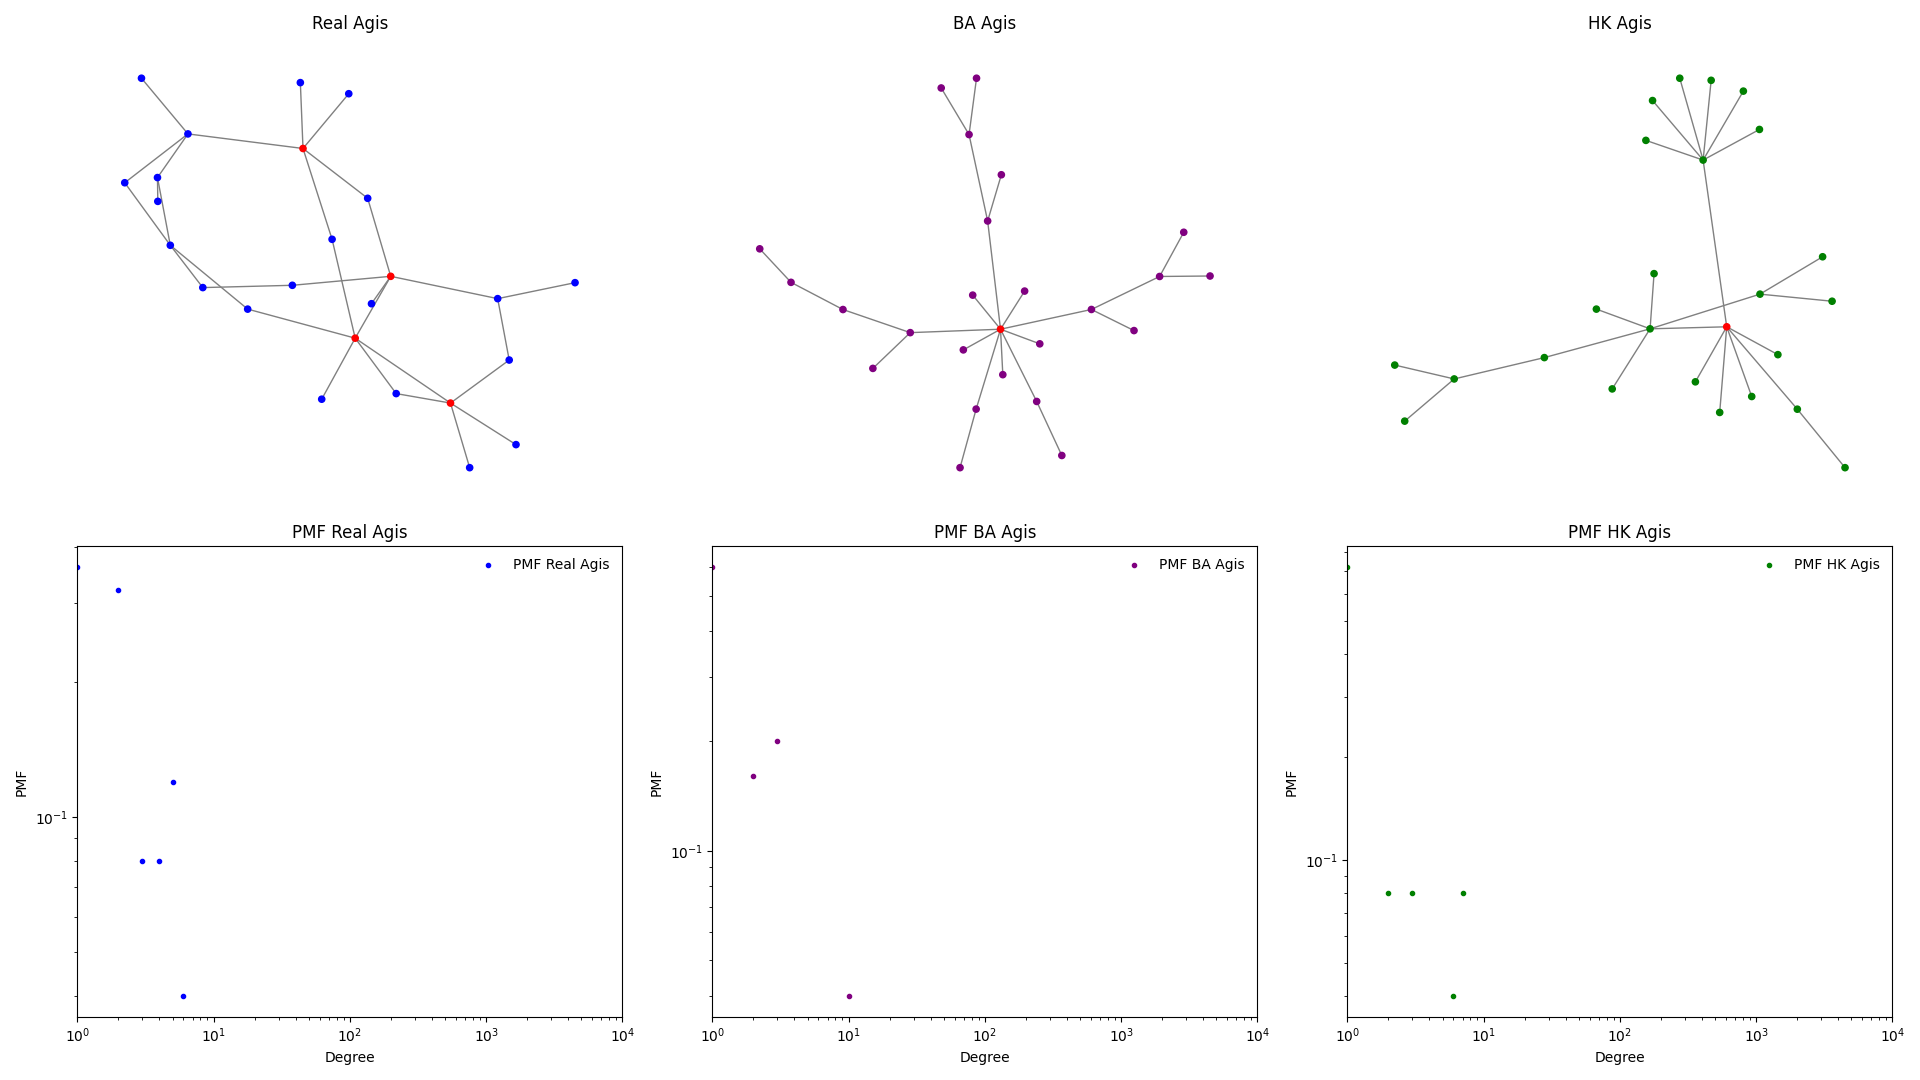 Real Agis
BA Agis
HK Agis
PMF Real Agis
PMF Real Agis
PMF
10⁻¹
10⁰ 10¹ 10² 10³ 10⁴
Degree
PMF BA Agis
PMF BA Agis
PMF
10⁻¹
10⁰ 10¹ 10² 10³ 10⁴
Degree
PMF HK Agis
PMF HK Agis
PMF
10⁻¹
10⁰ 10¹ 10² 10³ 10⁴
Degree